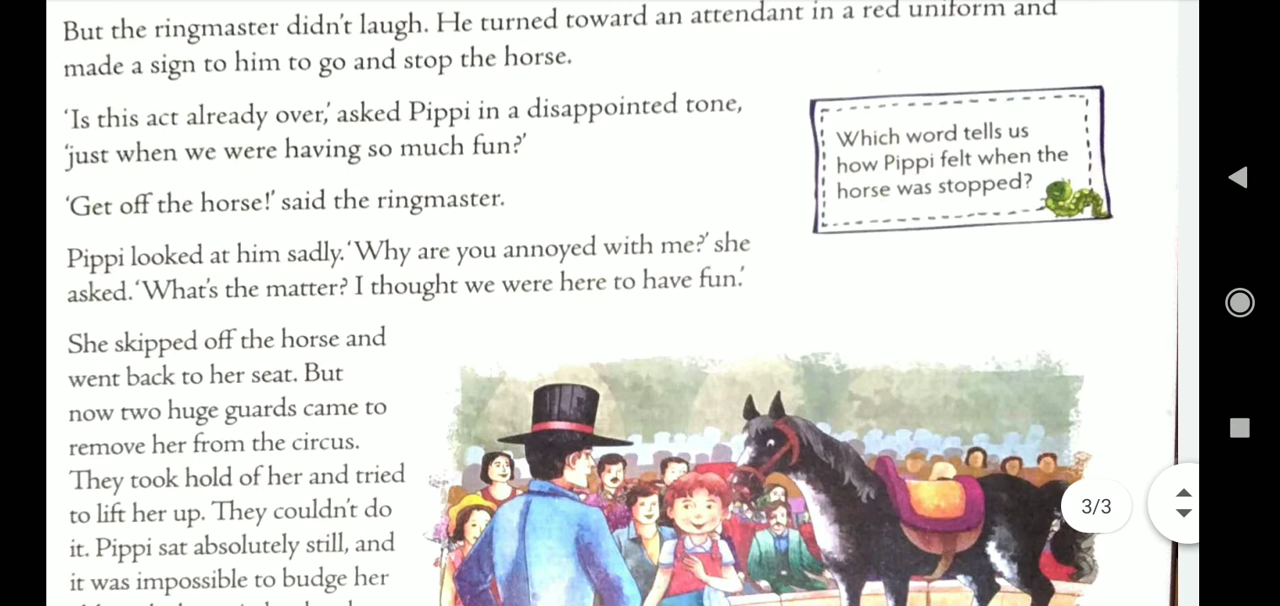 But the ringmaster didn't laugh. He turned toward an attendant in a red uniform and
made a sign to him to go and stop the horse.
'Is this act already over,' asked Pippi in a disappointed tone,
'just when we were having so much fun?'
Which word tells us
how Pippi felt when the
horse was stopped?
'Get off the horse!' said the ringmaster.
Pippi looked at him sadly. 'Why are you annoyed with me?' she
asked. 'What's the matter? I thought we were here to have fun.'
She skipped off the horse and
went back to her seat. But
now two huge guards came to
remove her from the circus.
They took hold of her and tried
to lift her up. They couldn't do
it. Pippi sat absolutely still, and
it was impossible to budge her
3/3